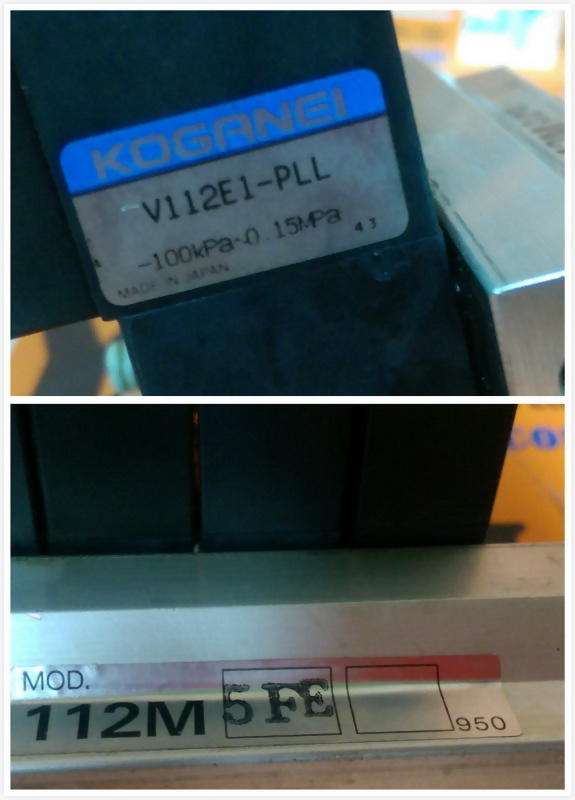 KOGANEI
V112E1-PLL
-100kPa~0.15MPa 43
MADE IN JAPAN
MOD.
112M 5FE 950